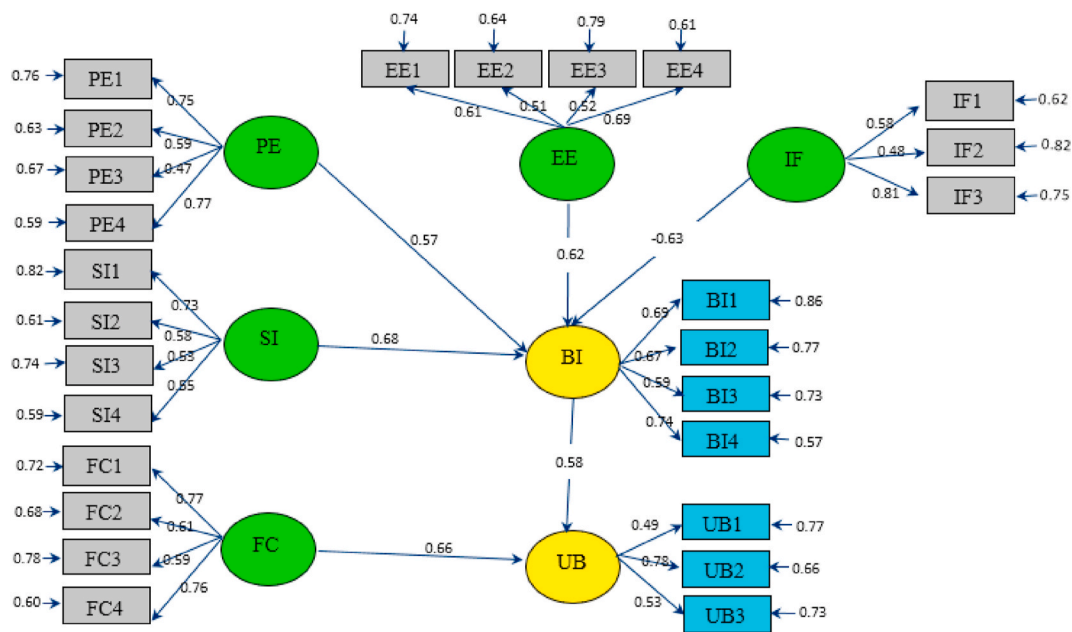 0.74
0.64
0.79
0.61
EE1
EE2
EE3
EE4
0.61
0.51
0.52
0.69
0.76
PE1
0.75
0.63
PE2
0.59
0.67
PE3
0.47
0.59
PE4
0.77
PE
EE
IF
0.58
IF1
0.62
0.48
IF2
0.82
0.81
IF3
0.75
0.57
0.62
-0.63
0.82
SI1
0.73
0.61
SI2
0.58
0.74
SI3
0.53
0.59
SI4
0.55
SI
0.68
BI
0.69
BI1
0.86
0.67
BI2
0.77
0.59
BI3
0.73
0.74
BI4
0.57
0.58
0.72
FC1
0.77
0.68
FC2
0.61
0.78
FC3
0.59
0.60
FC4
0.76
FC
0.66
UB
0.49
UB1
0.77
0.78
UB2
0.66
0.53
UB3
0.73